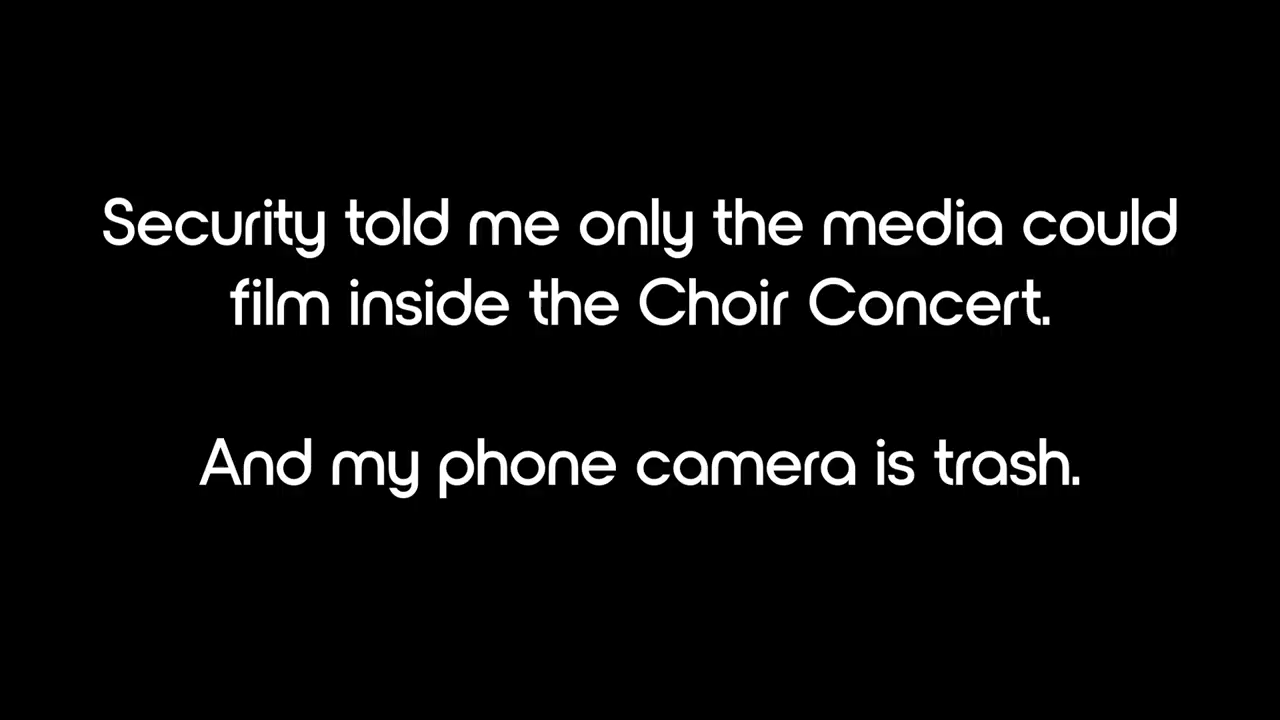 Security told me only the media could
film inside the Choir Concert.
And my phone camera is trash.